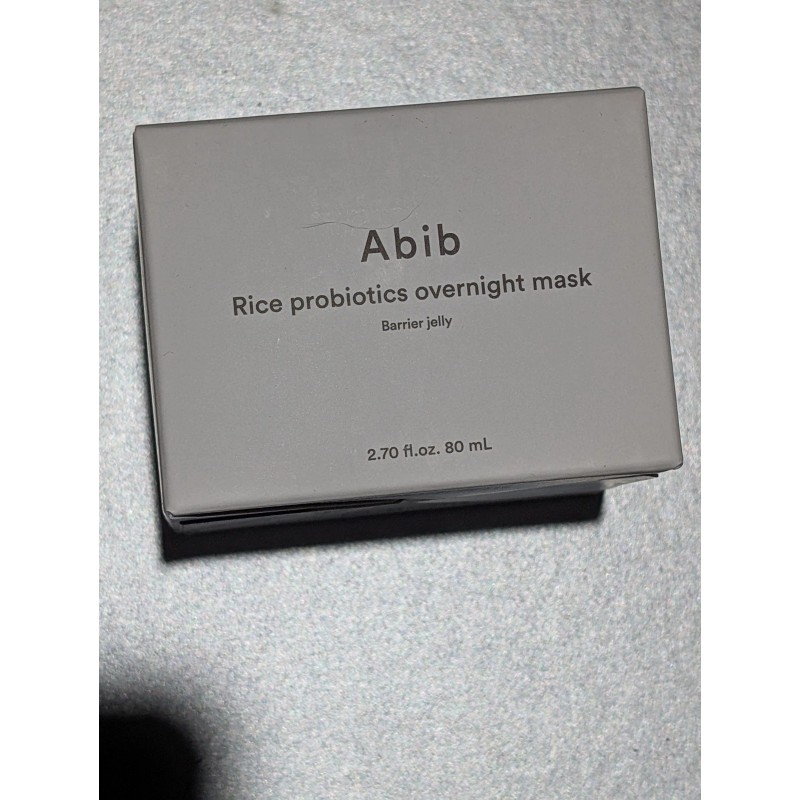 Abib
Rice probiotics overnight mask
Barrier jelly
2.70 fl.oz. 80 mL